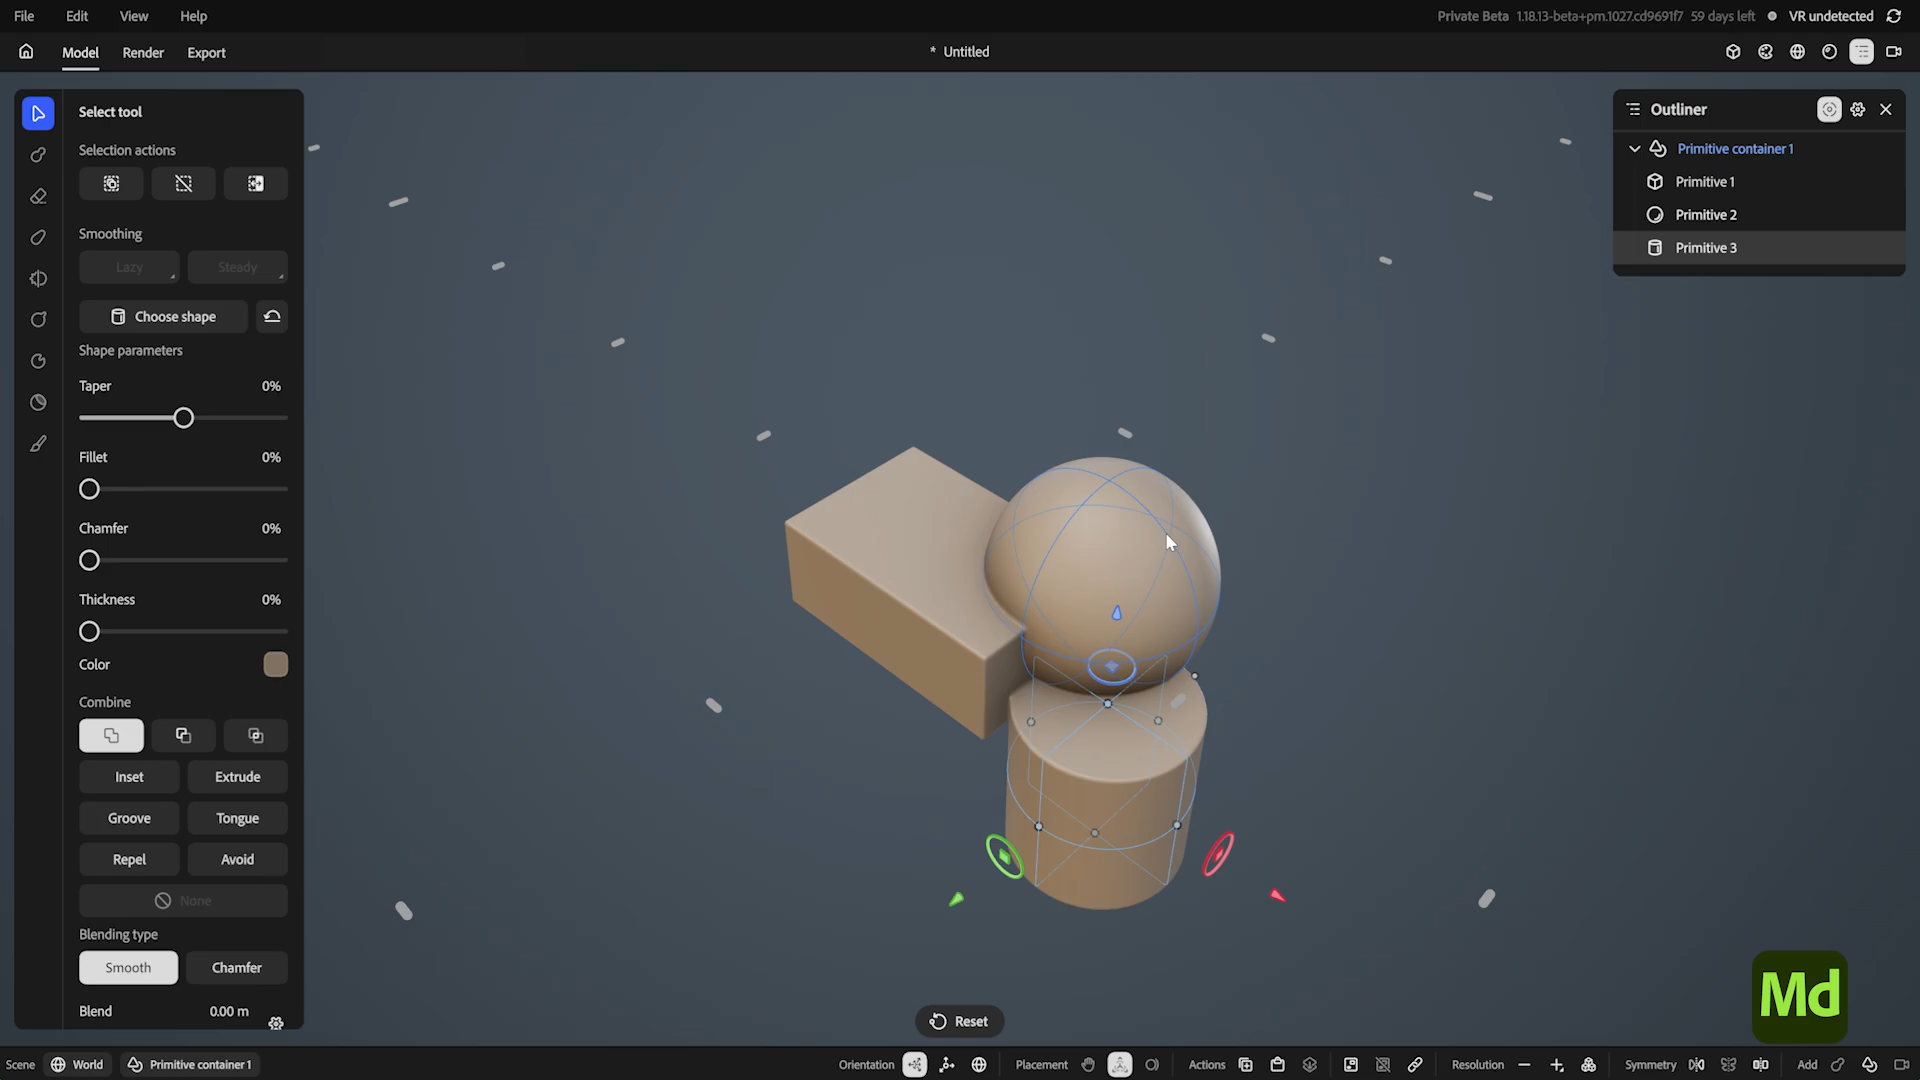 File Edit View Help
Private Beta 1.18.13-beta+pm.1027.cd9691f7 59 days left VR undetected
Model Render Export
* Untitled
Select tool
Selection actions
Smoothing
Lazy Steady
Choose shape
Shape parameters
Taper 0%
Fillet 0%
Chamfer 0%
Thickness 0%
Color
Combine
Inset Extrude
Groove Tongue
Repel Avoid
None
Blending type
Smooth Chamfer
Blend 0.00 m
Outliner
Primitive container 1
Primitive 1
Primitive 2
Primitive 3
Md
Reset
Scene World Primitive container 1 Orientation Placement Actions Resolution Symmetry Add